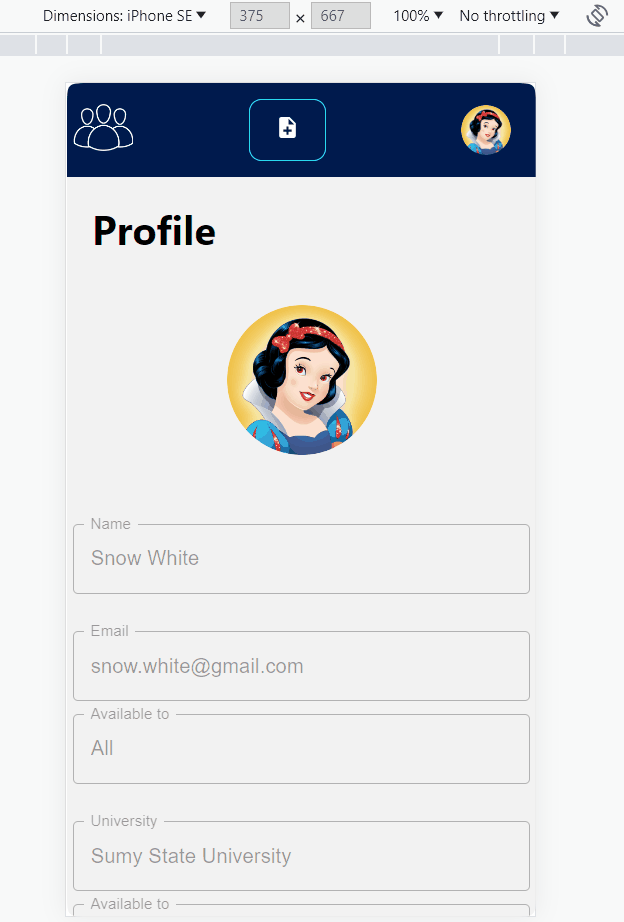 Dimensions: iPhone SE ▼ 375 × 667 100% ▼ No throttling ▼
Profile
Name
Snow White
Email
snow.white@gmail.com
Available to
All
University
Sumy State University
Available to